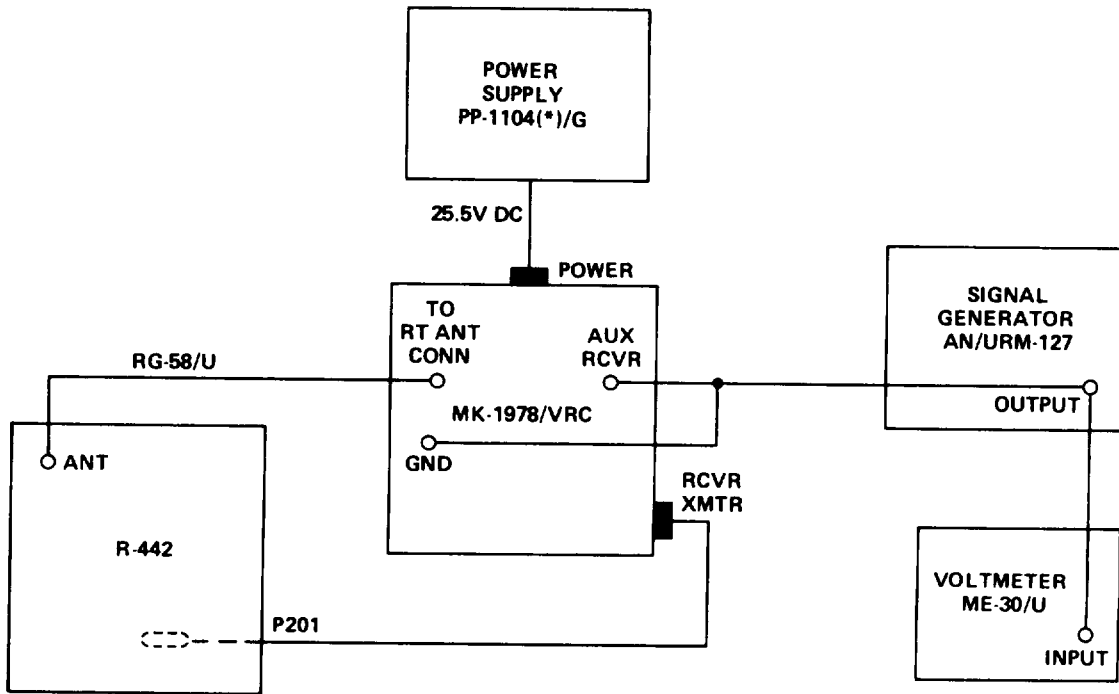 POWER
SUPPLY
PP-1104(*)/G
25.5V DC
POWER
TO
RT ANT
CONN
AUX
RCVR
SIGNAL
GENERATOR
AN/URM-127
OUTPUT
RG-58/U
MK-1978/VRC
GND
ANT
RCVR
XMTR
R-442
P201
VOLTMETER
ME-30/U
INPUT